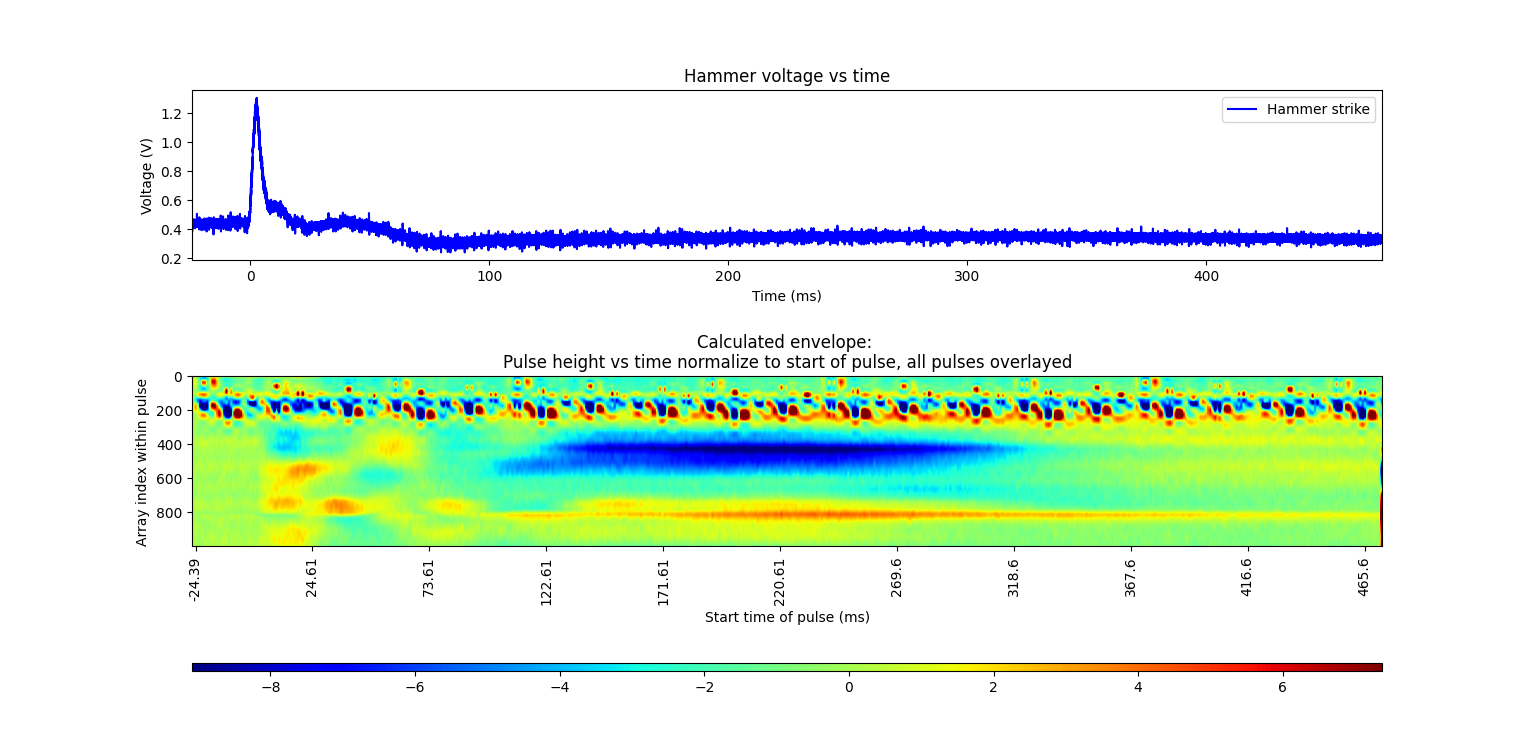 Hammer voltage vs time
Hammer strike
Voltage (V)
1.2
1.0
0.8
0.6
0.4
0.2
0 100 200 300 400
Time (ms)
Calculated envelope:
Pulse height vs time normalize to start of pulse, all pulses overlayed
Array index within pulse
0
200
400
600
800
-24.39 24.61 73.61 122.61 171.61 220.61 269.6 318.6 367.6 416.6 465.6
Start time of pulse (ms)
−8 −6 −4 −2 0 2 4 6